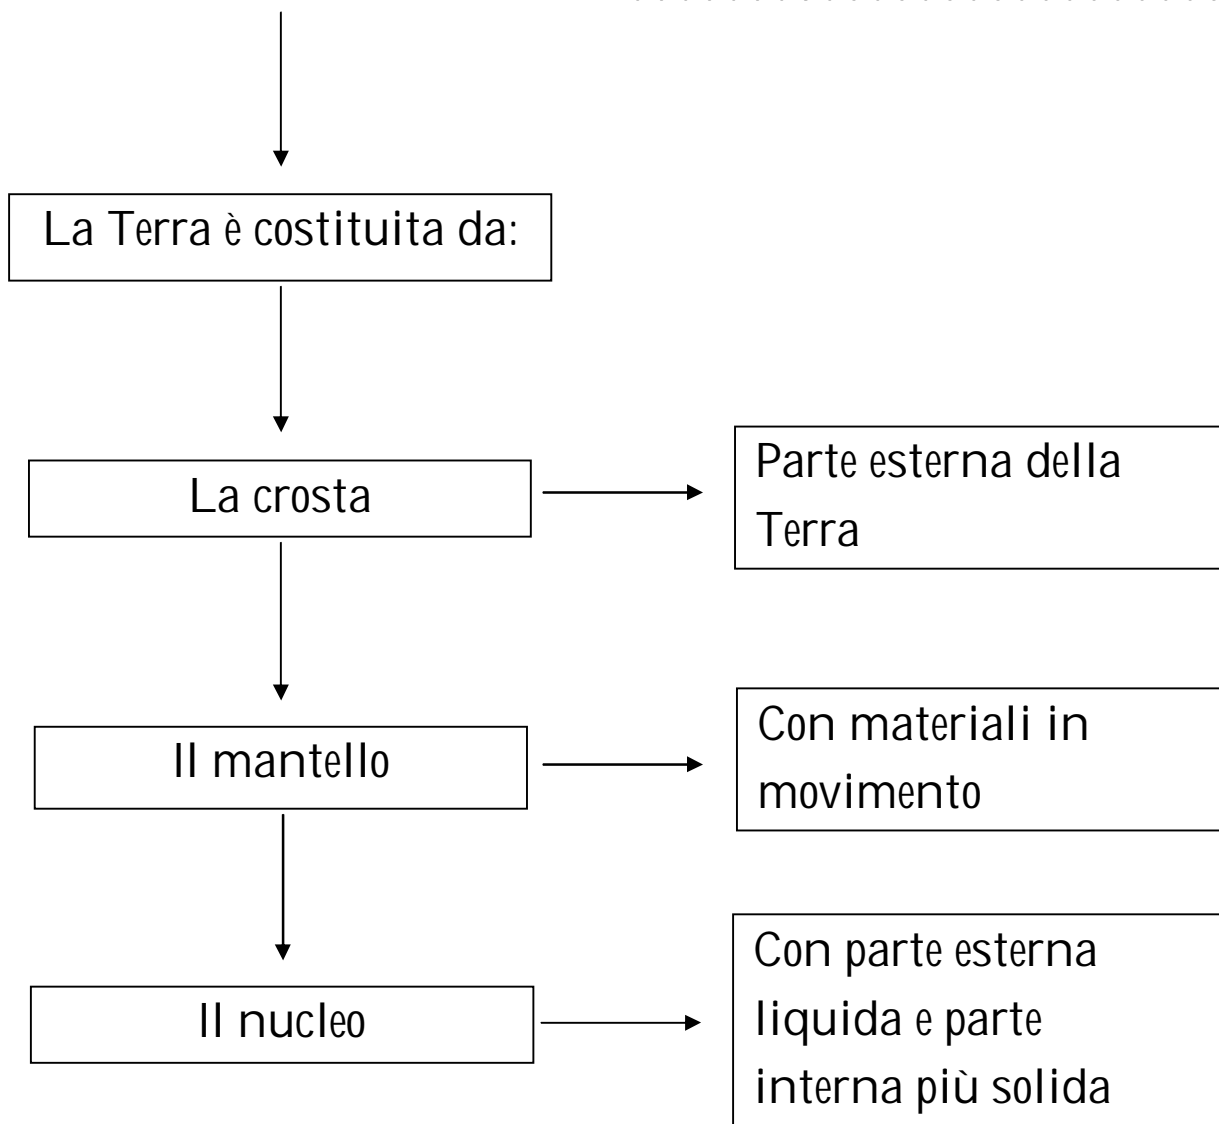 La Terra è costituita da:
La crosta
Parte esterna della
Terra
Il mantello
Con materiali in
movimento
Il nucleo
Con parte esterna
liquida e parte
interna più solida